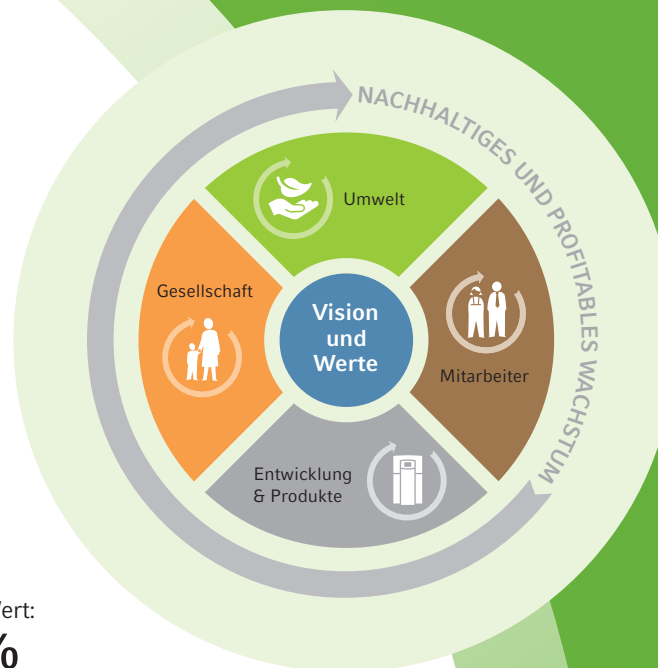 NACHHALTIGES UND PROFITABLES WACHSTUM
Umwelt
Gesellschaft
Vision
und
Werte
Mitarbeiter
Entwicklung
& Produkte
%